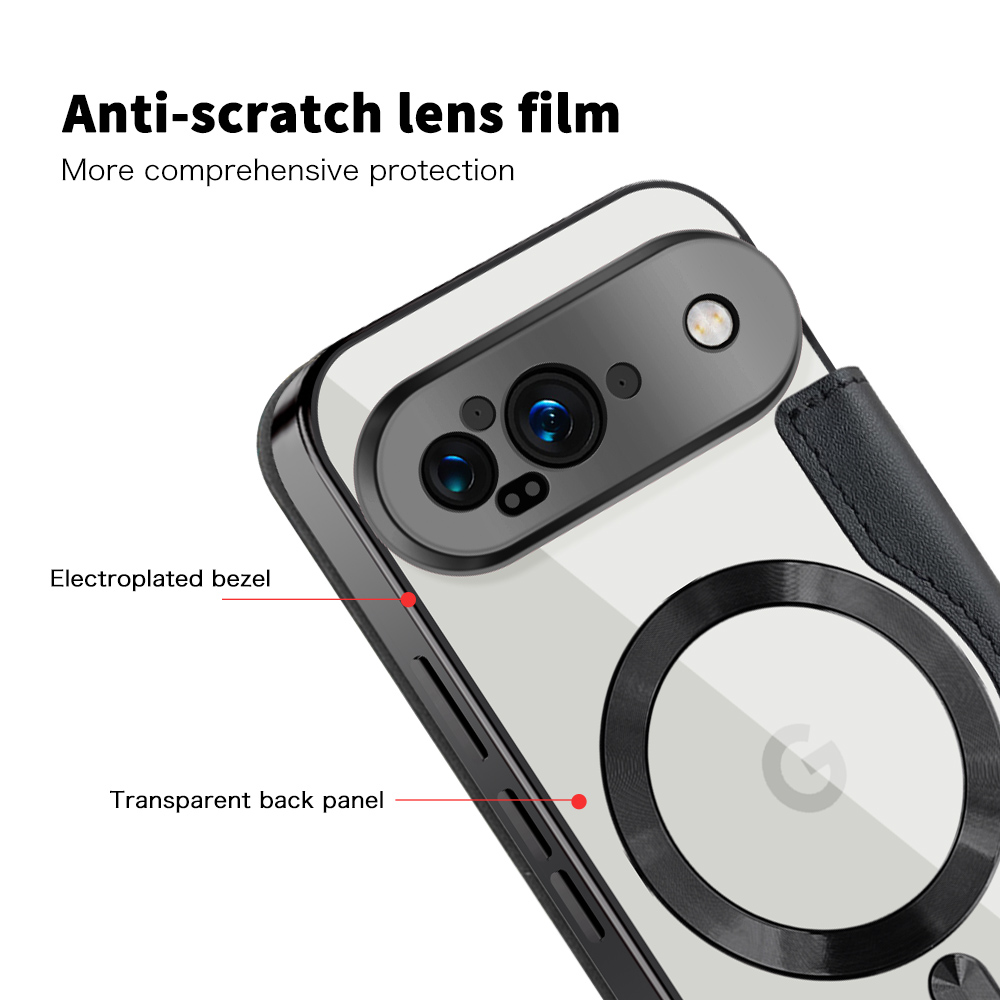 Anti-scratch lens film
More comprehensive protection
Electroplated bezel
Transparent back panel
G